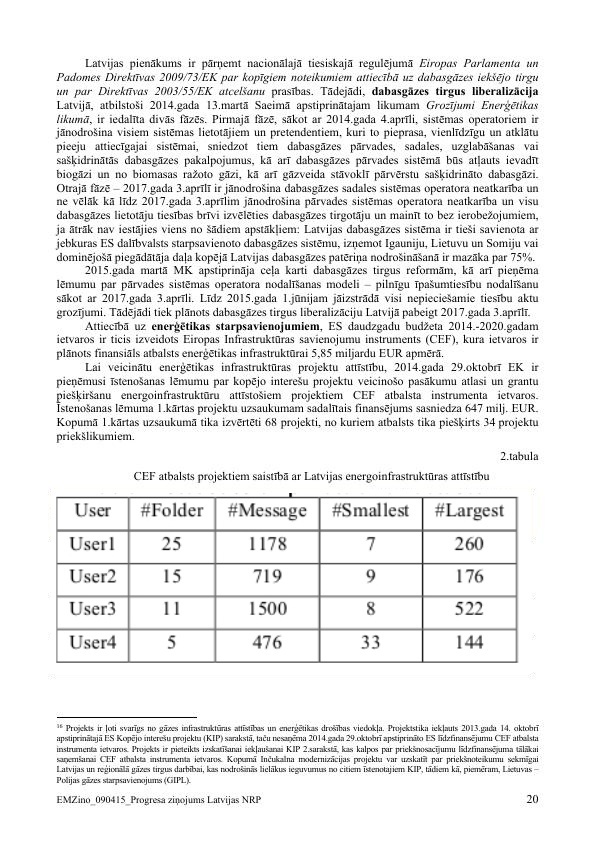 Latvijas pienākums ir pārņemt nacionālajā tiesiskajā regulējumā Eiropas Parlamenta un
Padomes Direktīvas 2009/73/EK par kopīgiem noteikumiem attiecībā uz dabasgāzes iekšējo tirgu
un par Direktīvas 2003/55/EK atcelšanu prasības. Tādejādi, dabasgāzes tirgus liberalizācija
Latvijā, atbilstoši 2014.gada 13.martā Saeimā apstiprinātajam likumam Grozījumi Enerģētikas
likumā, ir iedalīta divās fāzēs. Pirmajā fāzē, sākot ar 2014.gada 4.aprīli, sistēmas operatoriem ir
jānodrošina visiem sistēmas lietotājiem un pretendentiem, kuri to pieprasa, vienlīdzīgu un atklātu
pieeju attiecīgajai sistēmai, sniedzot tiem dabasgāzes pārvades, sadales, uzglabāšanas vai
sašķidrinātās dabasgāzes pakalpojumus, kā arī dabasgāzes pārvades sistēmā būs atļauts ievadīt
biogāzi un no biomasas ražoto gāzi, kā arī gāzveida stāvoklī pārvērstu sašķidrināto dabasgāzi.
Otrajā fāzē – 2017.gada 3.aprīlī ir jānodrošina dabasgāzes sadales sistēmas operatora neatkarība un
ne vēlāk kā līdz 2017.gada 3.aprīlim jānodrošina pārvades sistēmas operatora neatkarība un visu
dabasgāzes lietotāju tiesības brīvi izvēlēties dabasgāzes tirgotāju un mainīt to bez ierobežojumiem,
ja ātrāk nav iestājies viens no šādiem apstākļiem: Latvijas dabasgāzes sistēma ir tieši savienota ar
jebkuras ES dalībvalsts starpsavienoto dabasgāzes sistēmu, izņemot Igauniju, Lietuvu un Somiju vai
dominējošā piegādātāja daļa kopējā Latvijas dabasgāzes patēriņa nodrošināšanā ir mazāka par 75%.
2015.gada martā MK apstiprināja ceļa karti dabasgāzes tirgus reformām, kā arī pieņēma
lēmumu par pārvades sistēmas operatora nodalīšanas modeli – pilnīgu īpašumtiesību nodalīšanu
sākot ar 2017.gada 3.aprīli. Līdz 2015.gada 1.jūnijam jāizstrādā visi nepieciešamie tiesību aktu
grozījumi. Tādējādi tiek plānots dabasgāzes tirgus liberalizāciju Latvijā pabeigt 2017.gada 3.aprīlī.
Attiecībā uz enerģētikas starpsavienojumiem, ES daudzgadu budžeta 2014.-2020.gadam
ietvaros ir ticis izveidots Eiropas Infrastruktūras savienojumu instruments (CEF), kura ietvaros ir
plānots finansiāls atbalsts enerģētikas infrastruktūrai 5,85 miljardu EUR apmērā.
Lai veicinātu enerģētikas infrastruktūras projektu attīstību, 2014.gada 29.oktobrī EK ir
pieņēmusi īstenošanas lēmumu par kopējo interešu projektu veicinošo pasākumu atlasi un grantu
piešķiršanu energoinfrastruktūru attīstošiem projektiem CEF atbalsta instrumenta ietvaros.
Īstenošanas lēmuma 1.kārtas projektu uzsaukumam sadalītais finansējums sasniedza 647 milj. EUR.
Kopumā 1.kārtas uzsaukumā tika izvērtēti 68 projekti, no kuriem atbalsts tika piešķirts 34 projektu
priekšlikumiem.
2.tabula
CEF atbalsts projektiem saistībā ar Latvijas energoinfrastruktūras attīstību
User #Folder #Message #Smallest #Largest
User1 25 1178 7 260
User2 15 719 9 176
User3 11 1500 8 522
User4 5 476 33 144
16 Projekts ir ļoti svarīgs no gāzes infrastruktūras attīstības un enerģētikas drošības viedokļa. Projektstika iekļauts 2013.gada 14. oktobrī
apstiprinātajā ES Kopējo interešu projektu (KIP) sarakstā, taču nesaņēma 2014.gada 29.oktobrī apstiprināto ES līdzfinansējumu CEF atbalsta
instrumenta ietvaros. Projekts ir pieteikts izskatīšanai iekļaušanai KIP 2.sarakstā, kas kalpos par priekšnosacījumu līdzfinansējuma tālākai
saņemšanai CEF atbalsta instrumenta ietvaros. Kopumā Inčukalna modernizācijas projektu var uzskatīt par priekšnoteikumu sekmīgai
Latvijas un reģionālā gāzes tirgus darbībai, kas nodrošinās lielākus ieguvumus no citiem īstenotajiem KIP, tādiem kā, piemēram, Lietuvas –
Polijas gāzes starpsavienojums (GIPL).
EMZino_090415_Progresa ziņojums Latvijas NRP 20